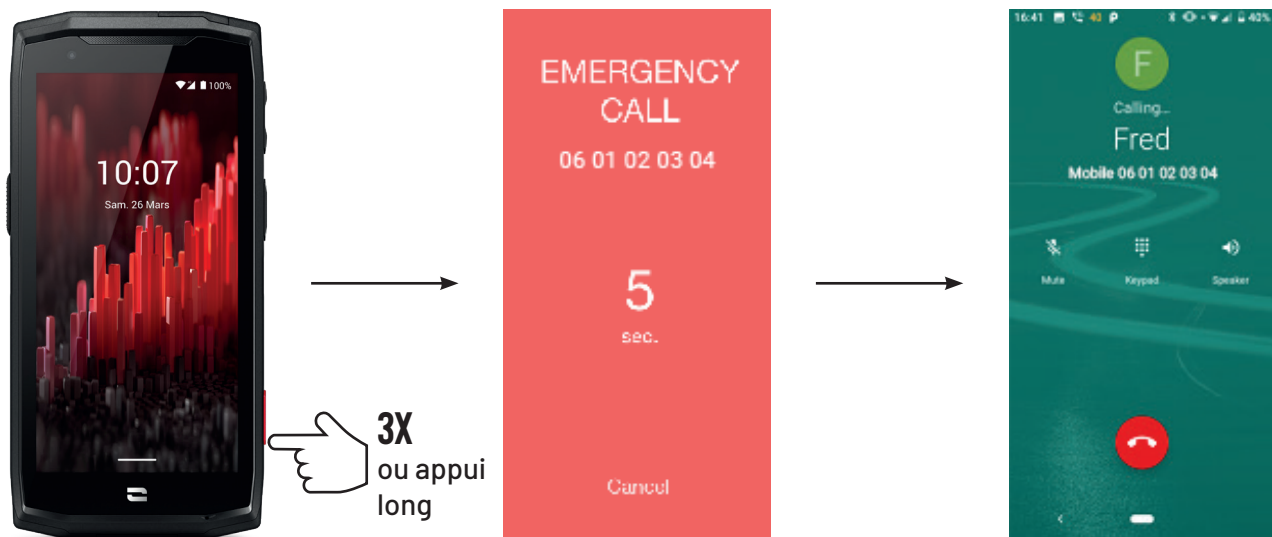 100%
10:07
Sam. 26 Mars
3X
ou appui
long
EMERGENCY
CALL
06 01 02 03 04
5
sec.
Cancel
16:41
40
40%
F
Calling...
Fred
Mobile 06 01 02 03 04
Mute Keypad Speaker